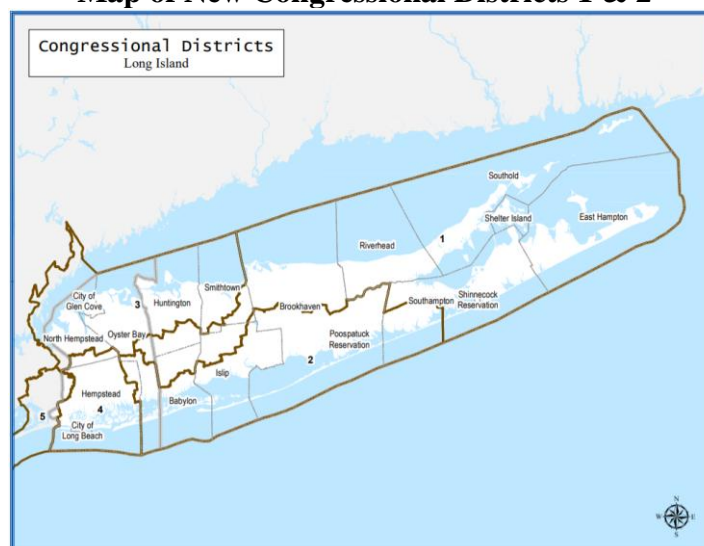 Map of New Congressional Districts 1 & 2
Congressional Districts
Long Island
Southold
Shelter Island
East Hampton
Riverhead
1
Smithtown
City of
Glen Cove
3
Huntington
Brookhaven
Southampton
Shinnecock
Reservation
North Hempstead
Oyster Bay
Poospatuck
Reservation
2
Islip
Hempstead
4
Babylon
5
City of
Long Beach
N
W
E
S